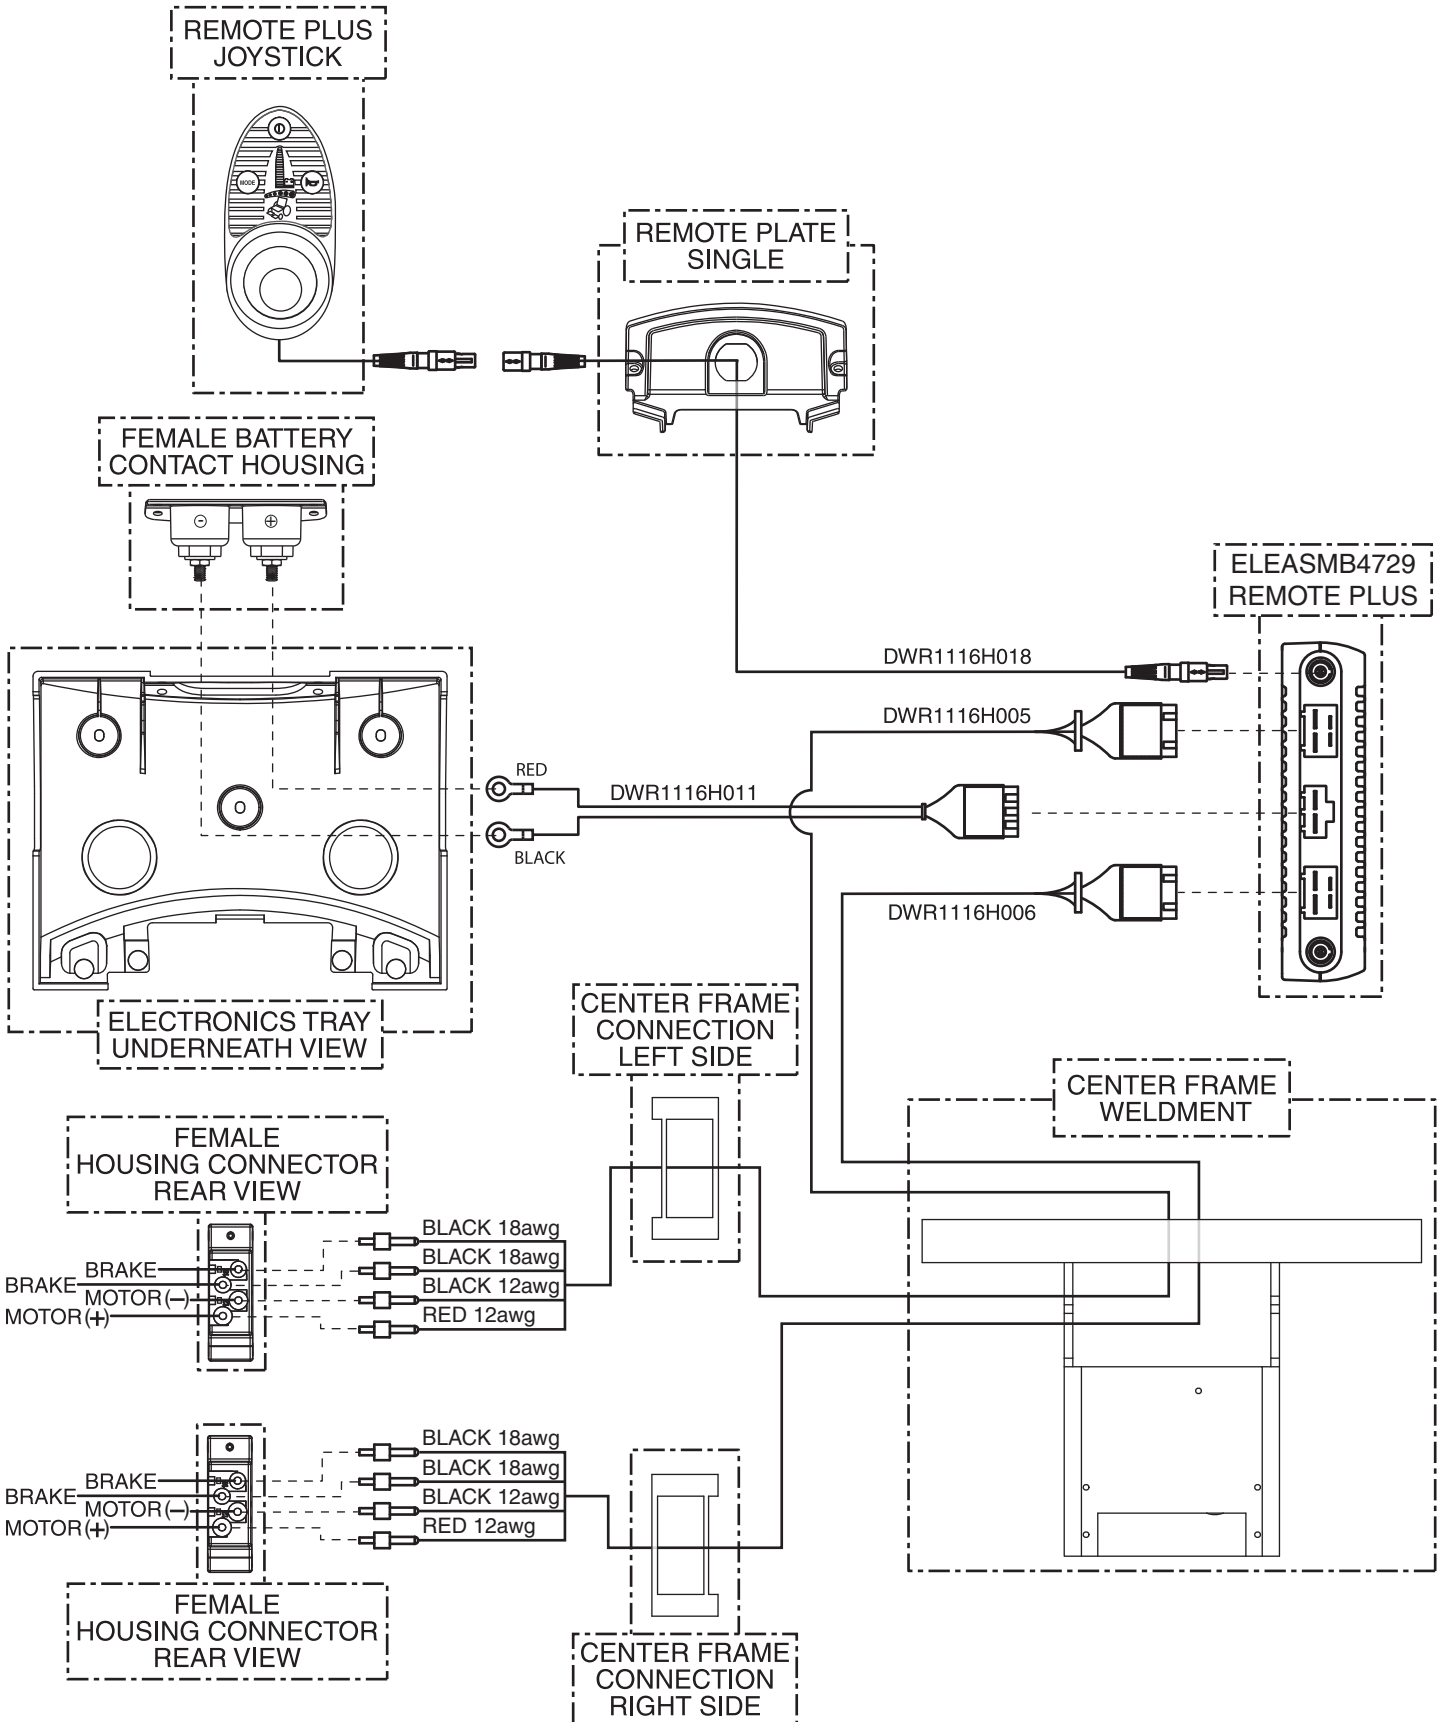 REMOTE PLUS
JOYSTICK
MODE
REMOTE PLATE
SINGLE
FEMALE BATTERY
CONTACT HOUSING
-
+
ELEASMB4729
REMOTE PLUS
DWR1116H018
DWR1116H005
RED
DWR1116H011
BLACK
DWR1116H006
ELECTRONICS TRAY
UNDERNEATH VIEW
CENTER FRAME
CONNECTION
LEFT SIDE
CENTER FRAME
WELDMENT
FEMALE
HOUSING CONNECTOR
REAR VIEW
BLACK 18awg
BLACK 18awg
BLACK 12awg
RED 12awg
BRAKE
BRAKE
MOTOR (-)
MOTOR (+)
BLACK 18awg
BLACK 18awg
BLACK 12awg
RED 12awg
BRAKE
BRAKE
MOTOR (-)
MOTOR (+)
FEMALE
HOUSING CONNECTOR
REAR VIEW
CENTER FRAME
CONNECTION
RIGHT SIDE